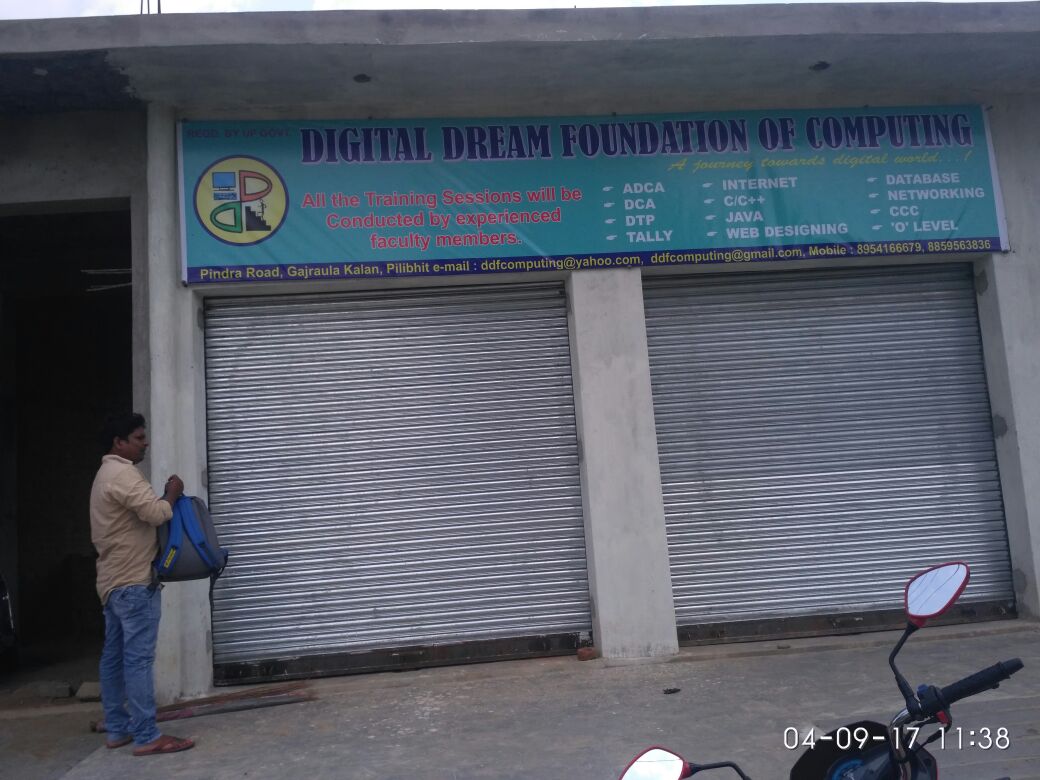 REGD. BY UP GOVT.
DIGITAL DREAM FOUNDATION OF COMPUTING
A journey towards digital world...!
All the Training Sessions will be
Conducted by experienced
faculty members.
ADCA
DCA
DTP
TALLY
INTERNET
C/C++
JAVA
WEB DESIGNING
DATABASE
NETWORKING
CCC
'O' LEVEL
Pindra Road, Gajraula Kalan, Pilibhit e-mail : ddfcomputing@yahoo.com, ddfcomputing@gmail.com, Mobile : 8954166679, 8859563836
04-09-17 11:38